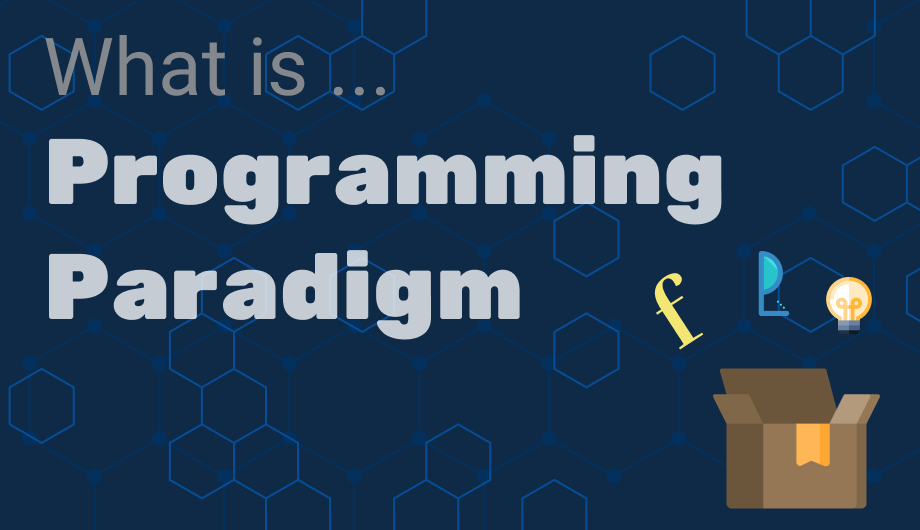 What is ...
Programming
Paradigm